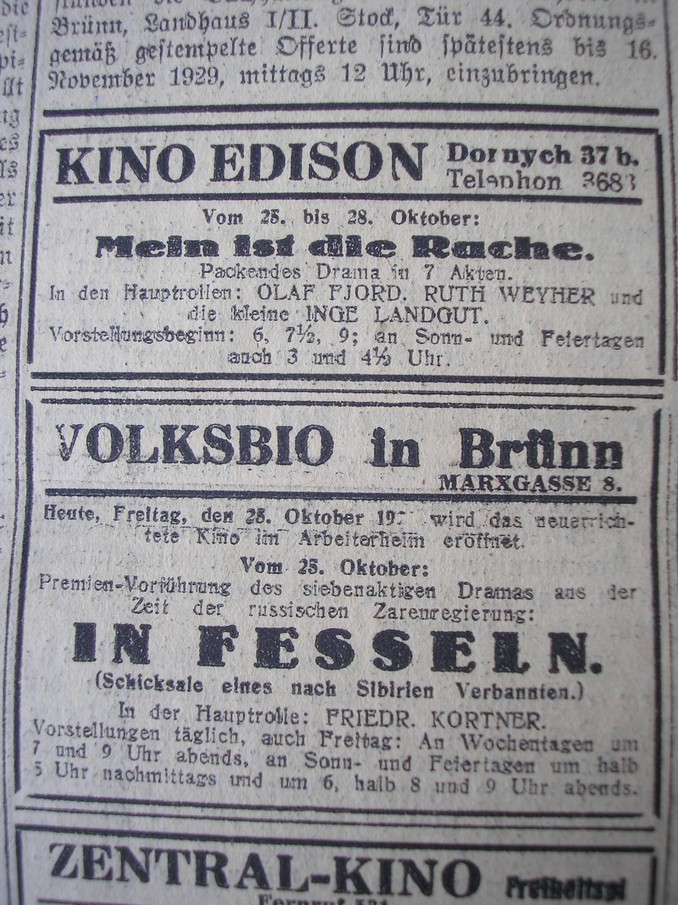 Brünn, Landhaus I/II. Stock, Tür 44. Ordnungs-
gemäß gestempelte Offerte sind spätestens bis 16.
November 1929, mittags 12 Uhr, einzubringen.
KINO EDISON Dornych 37 b.
Telephon 3683
Vom 25. bis 28. Oktober:
Mein ist die Rache.
Packendes Drama in 7 Akten.
In den Hauptrollen: OLAF FJORD. RUTH WEYHER und
die kleine INGE LANDGUT.
Vorstellungsbeginn: 6, 7½, 9; an Sonn- und Feiertagen
auch 3 und 4½ Uhr.
VOLKSBIO in Brünn
MARXGASSE 8.
Heute, Freitag, den 25. Oktober wird das neuerrich-
tete Kino im Arbeiterheim eröffnet.
Vom 25. Oktober:
Premien-Vorführung des siebenaktigen Dramas aus der
Zeit der russischen Zarenregierung:
IN FESSELN.
(Schicksale eines nach Sibirien Verbannten.)
In der Hauptrolle: FRIEDR. KORTNER.
Vorstellungen täglich, auch Freitag: An Wochentagen um
7 und 9 Uhr abends, an Sonn- und Feiertagen um halb
5 Uhr nachmittags und um 6, halb 8 und 9 Uhr abends.
ZENTRAL-KINO